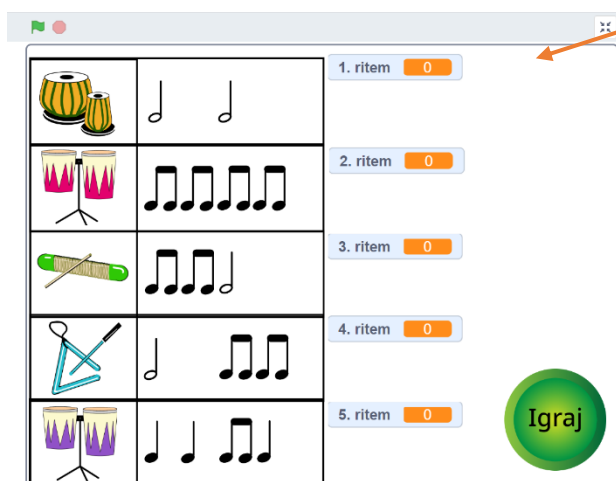 1. ritem 0
2. ritem 0
3. ritem 0
4. ritem 0
5. ritem 0
Igraj